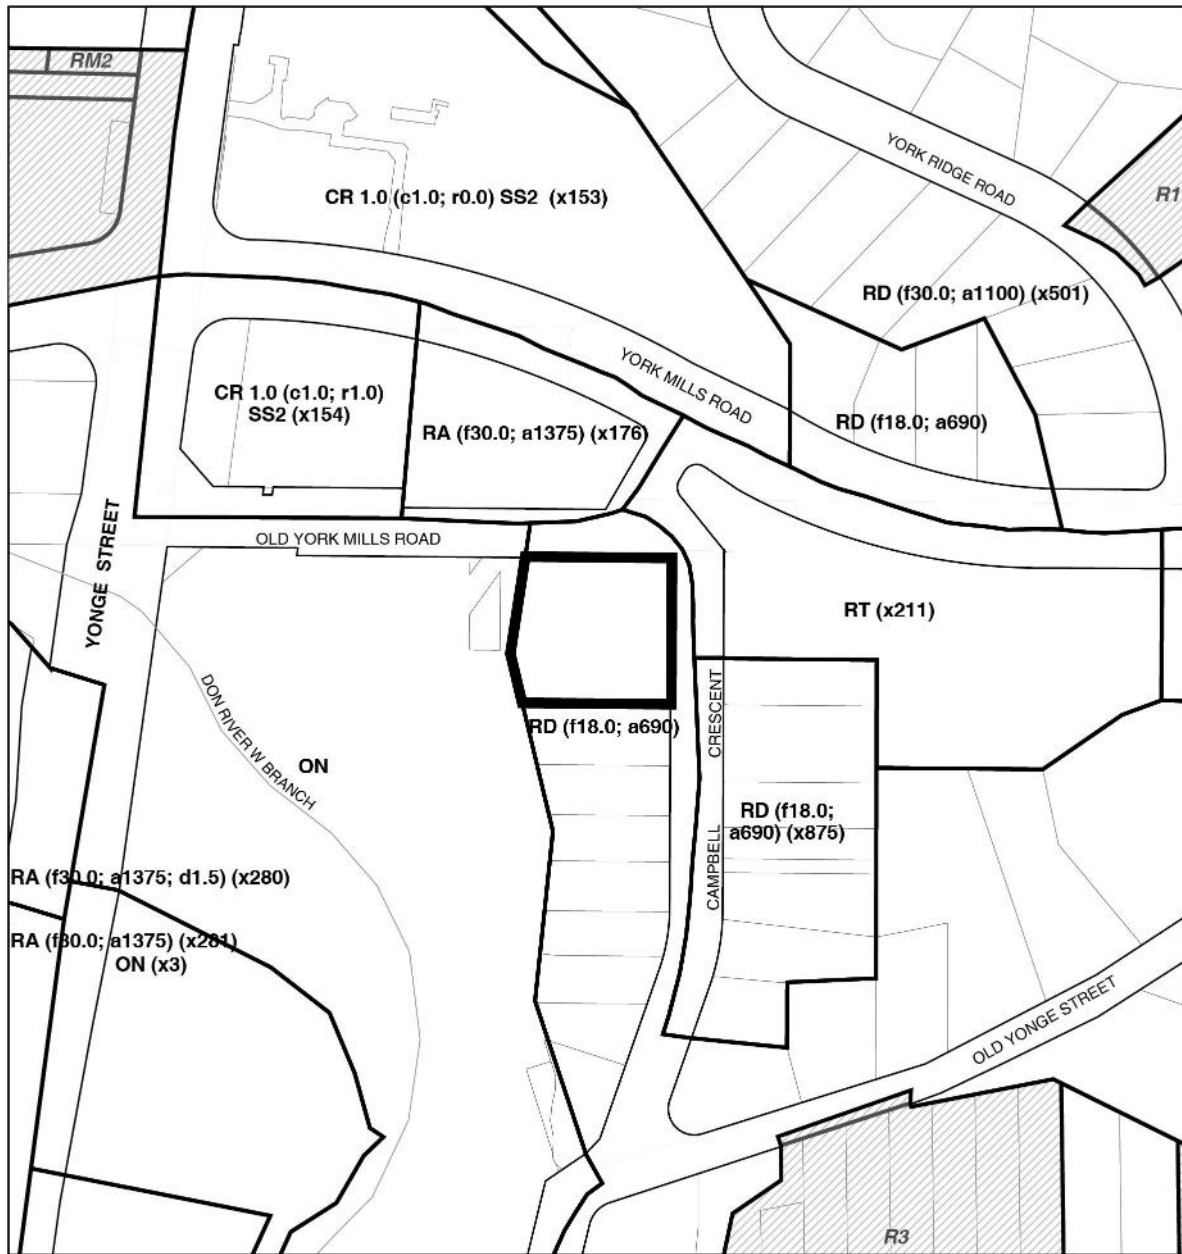 RM2
YORK RIDGE ROAD
R1
CR 1.0 (c1.0; r0.0) SS2 (x153)
RD (f30.0; a1100) (x501)
YORK MILLS ROAD
CR 1.0 (c1.0; r1.0)
SS2 (x154)
RA (f30.0; a1375) (x176)
RD (f18.0; a690)
OLD YORK MILLS ROAD
YONGE STREET
RT (x211)
DON RIVER W BRANCH
RD (f18.0; a690)
CAMPBELL CRESCENT
ON
RD (f18.0;
a690) (x875)
RA (f30.0; a1375; d1.5) (x280)
RA (f30.0; a1375) (x281)
ON (x3)
OLD YONGE STREET
R3